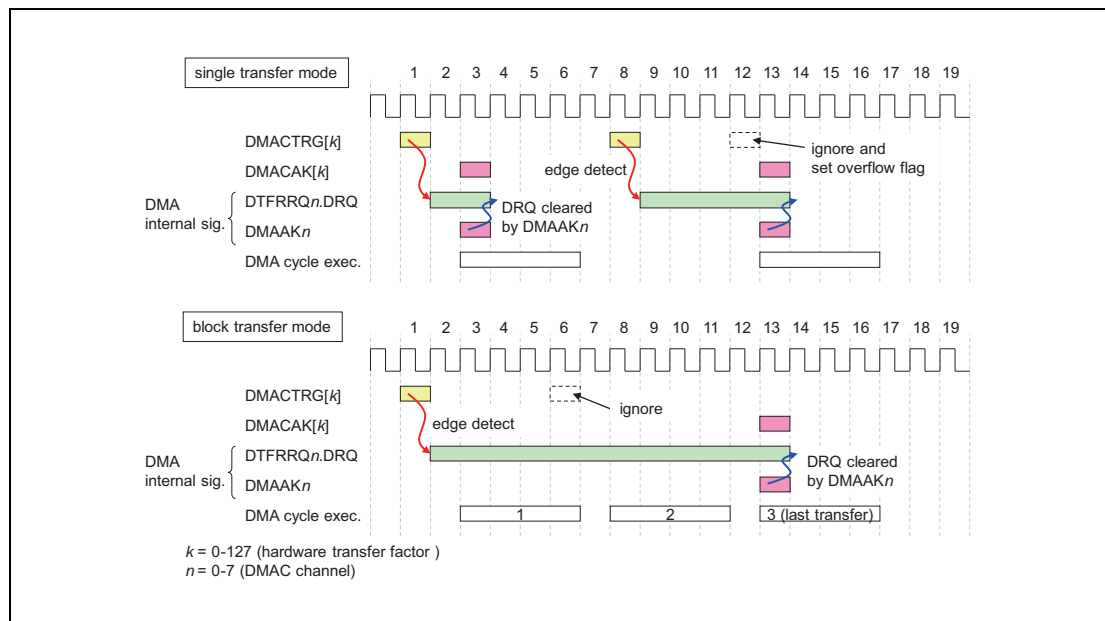 single transfer mode
1 2 3 4 5 6 7 8 9 10 11 12 13 14 15 16 17 18 19
DMACTRG[k]
ignore and
set overflow flag
edge detect
DMACAK[k]
DMA
internal sig.
DTFRRQn.DRQ
DRQ cleared
by DMAAKn
DMAAKn
DMA cycle exec.
block transfer mode
1 2 3 4 5 6 7 8 9 10 11 12 13 14 15 16 17 18 19
DMACTRG[k]
ignore
edge detect
DMACAK[k]
DMA
internal sig.
DTFRRQn.DRQ
DRQ cleared
by DMAAKn
DMAAKn
DMA cycle exec.
1 2 3 (last transfer)
k = 0-127 (hardware transfer factor )
n = 0-7 (DMAC channel)